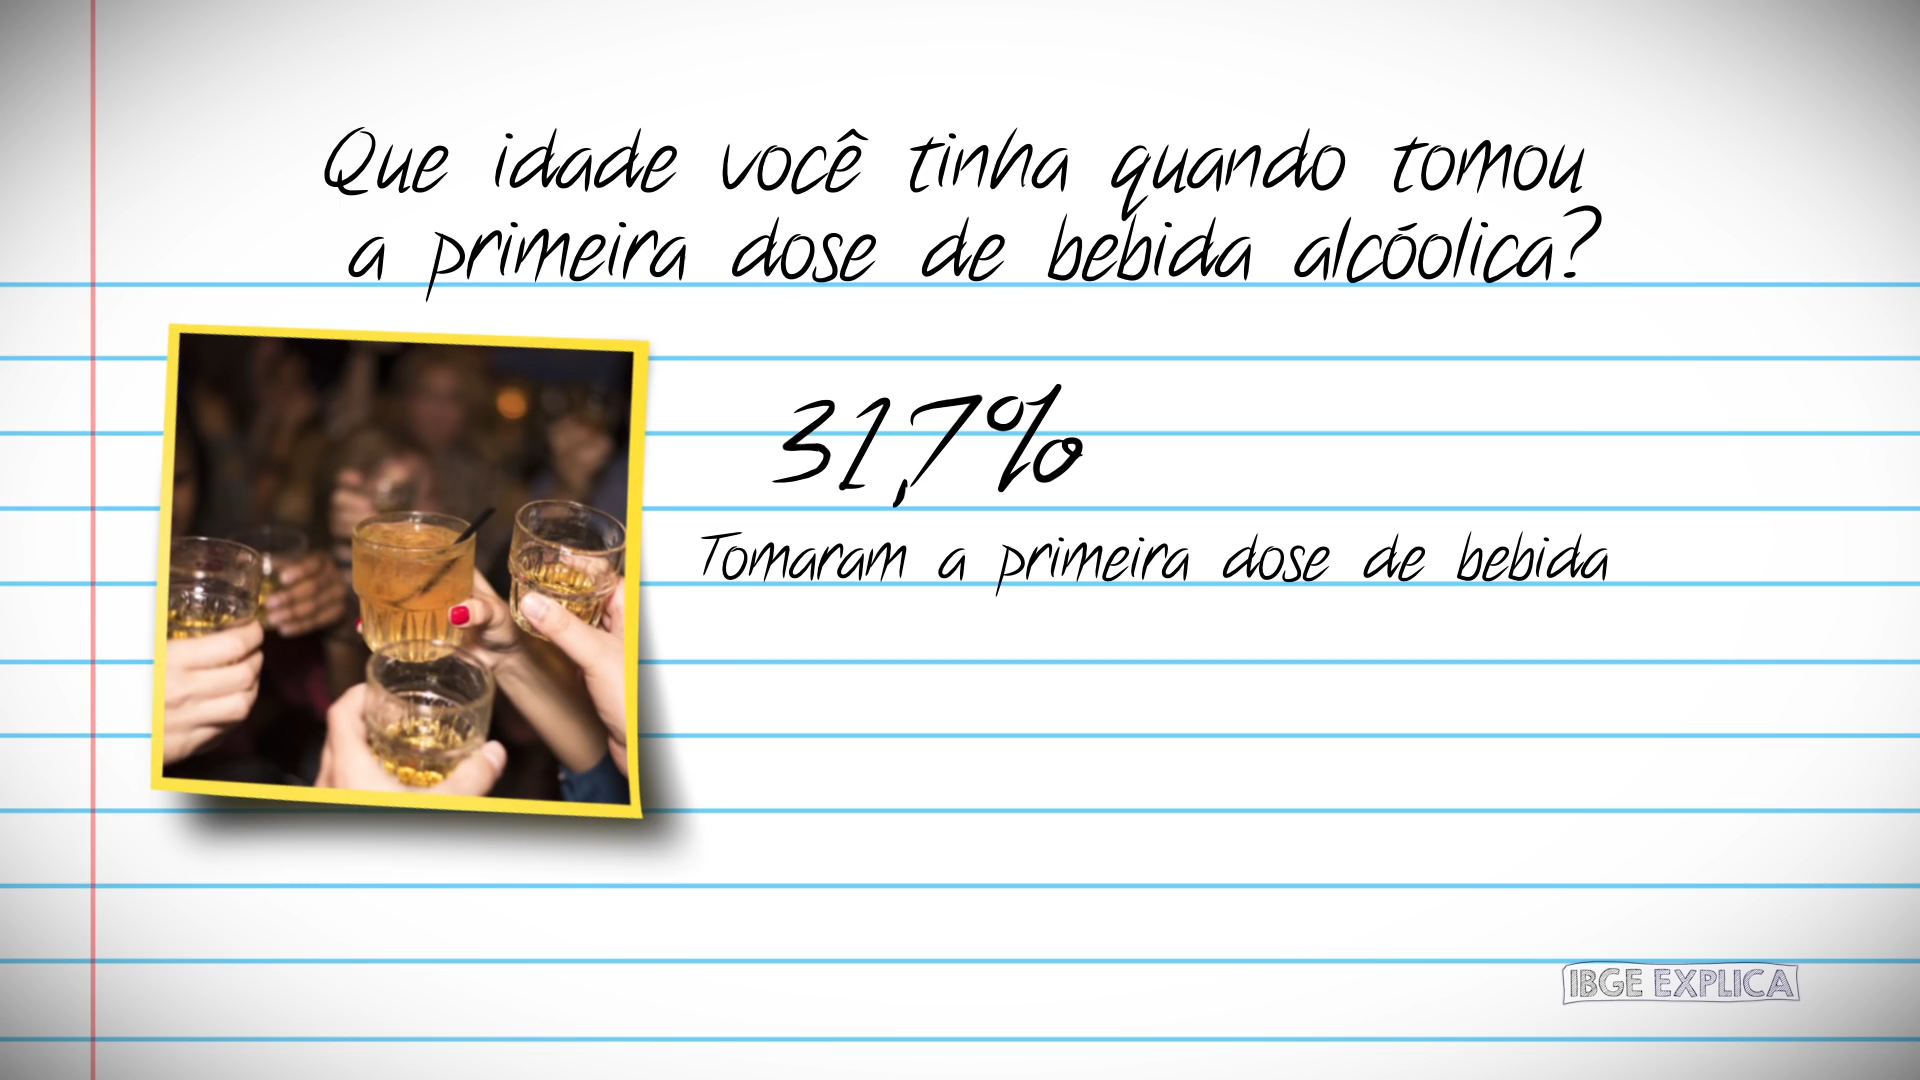 Que idade você tinha quando tomou
a primeira dose de bebida alcóolica?
31,7%
Tomaram a primeira dose de bebida
IBGE EXPLICA